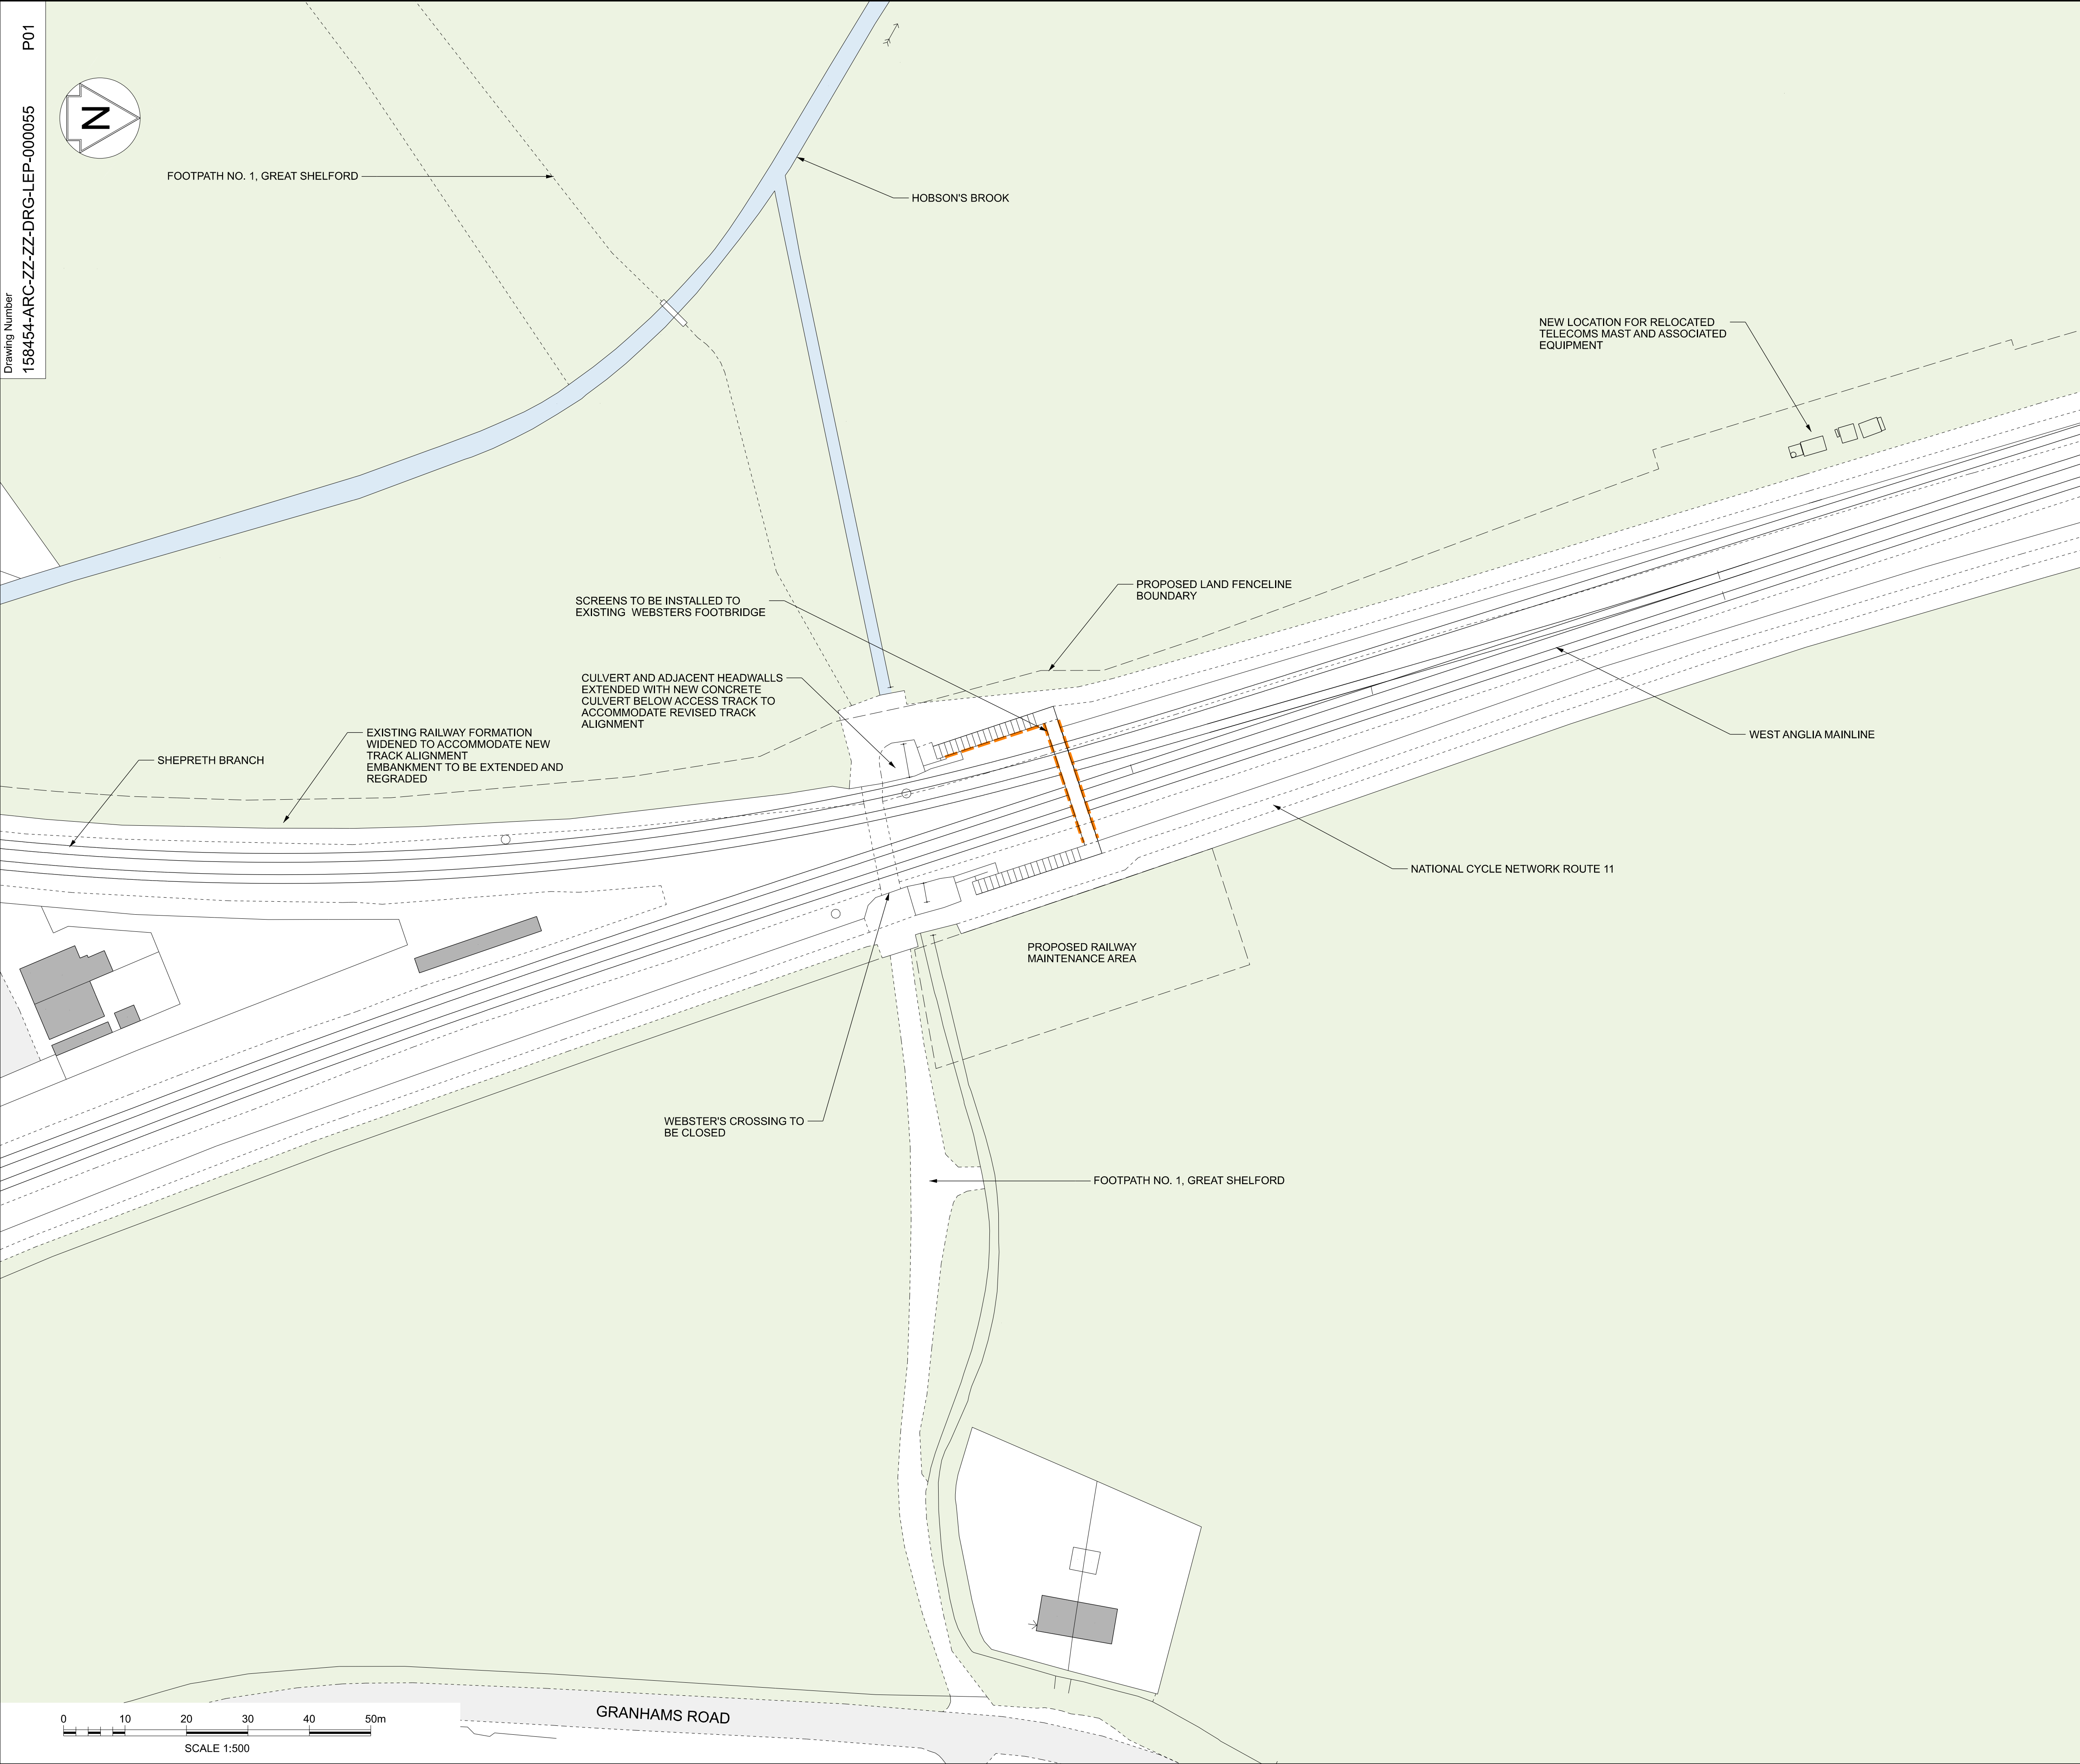 Drawing Number
158454-ARC-ZZ-ZZ-DRG-LEP-000055 P01
N
FOOTPATH NO. 1, GREAT SHELFORD
HOBSON'S BROOK
NEW LOCATION FOR RELOCATED
TELECOMS MAST AND ASSOCIATED
EQUIPMENT
PROPOSED LAND FENCELINE
BOUNDARY
SCREENS TO BE INSTALLED TO
EXISTING WEBSTERS FOOTBRIDGE
CULVERT AND ADJACENT HEADWALLS
EXTENDED WITH NEW CONCRETE
CULVERT BELOW ACCESS TRACK TO
ACCOMMODATE REVISED TRACK
ALIGNMENT
EXISTING RAILWAY FORMATION
WIDENED TO ACCOMMODATE NEW
TRACK ALIGNMENT
EMBANKMENT TO BE EXTENDED AND
REGRADED
SHEPRETH BRANCH
WEST ANGLIA MAINLINE
NATIONAL CYCLE NETWORK ROUTE 11
PROPOSED RAILWAY
MAINTENANCE AREA
WEBSTER'S CROSSING TO
BE CLOSED
FOOTPATH NO. 1, GREAT SHELFORD
GRANHAMS ROAD
0 10 20 30 40 50m
SCALE 1:500